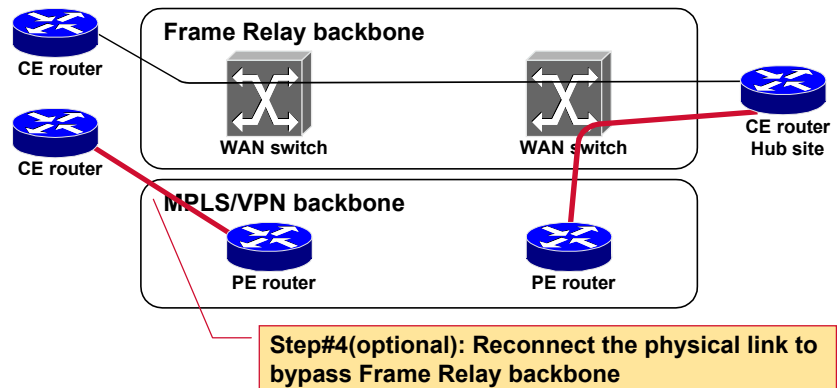 Frame Relay backbone
CE router
WAN switch
WAN switch
CE router
Hub site
CE router
MPLS/VPN backbone
PE router
PE router
Step#4(optional): Reconnect the physical link to
bypass Frame Relay backbone